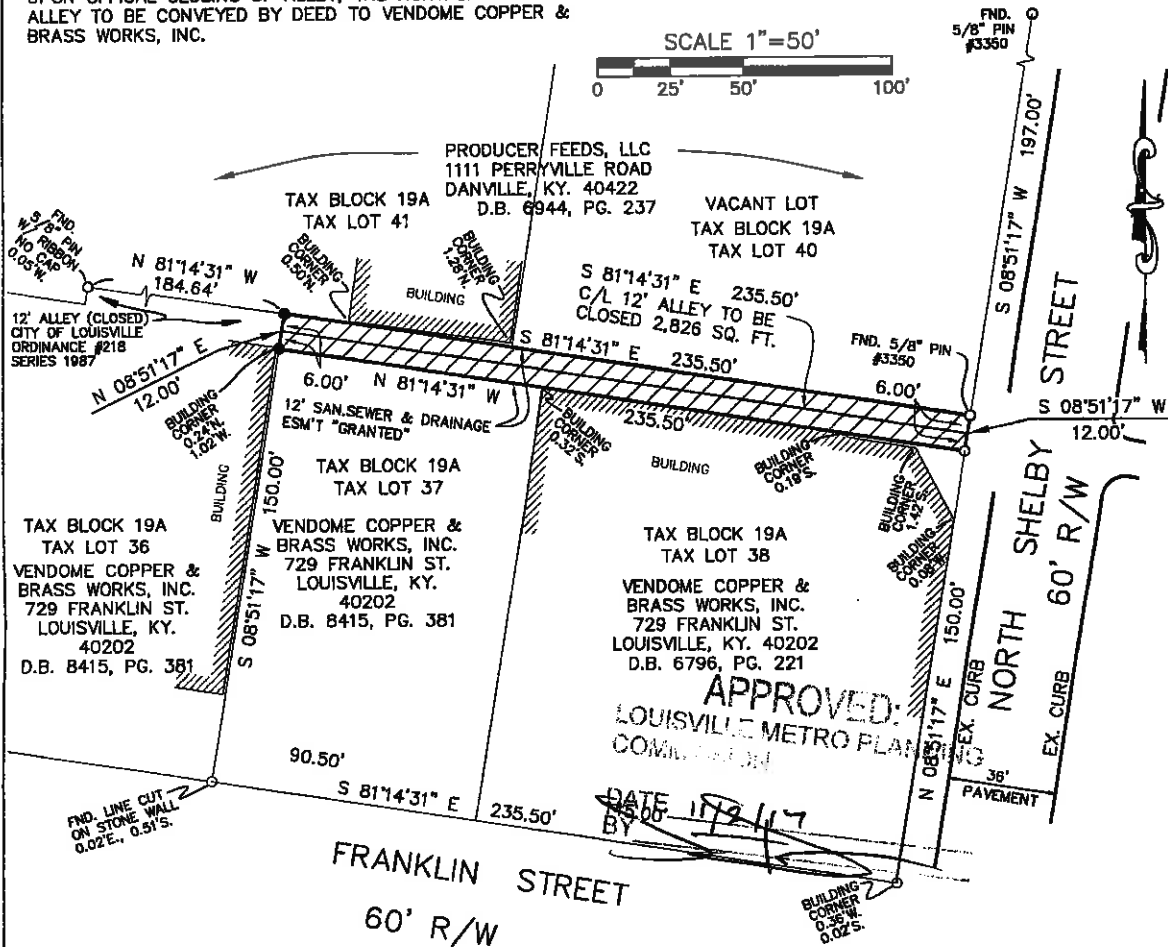 ALLEY TO BE CONVEYED BY DEED TO VENDOME COPPER &
BRASS WORKS, INC.
SCALE 1"=50'
0 25' 50' 100'
FND.
5/8" PIN
#3350
S 08°51'17" W 197.00'
PRODUCER FEEDS, LLC
1111 PERRYVILLE ROAD
DANVILLE, KY. 40422
D.B. 6944, PG. 237
TAX BLOCK 19A
TAX LOT 41
VACANT LOT
TAX BLOCK 19A
TAX LOT 40
FND.
5/8" PIN
W/ RIBBON
NO CAP
0.05'W.
N 81°14'31" W
184.64'
BUILDING
CORNER
0.50'N.
BUILDING
BUILDING
CORNER
1.28'N.
S 81°14'31" E 235.50'
C/L 12' ALLEY TO BE
CLOSED 2,826 SQ. FT.
12' ALLEY (CLOSED)
CITY OF LOUISVILLE
ORDINANCE #218
SERIES 1987
N 08°51'17" E
12.00'
S 81°14'31" E 235.50'
FND. 5/8" PIN
#3350
6.00'
S 08°51'17" W
12.00'
6.00'
N 81°14'31" W
235.50'
12' SAN.SEWER & DRAINAGE
ESM'T "GRANTED"
BUILDING
CORNER
0.24'N.
1.02'W.
BUILDING
CORNER
0.32'S.
BUILDING
BUILDING
CORNER
0.19'S.
BUILDING
CORNER
1.42'S.
BUILDING
CORNER
0.08'W.
BUILDING
S 08°51'17" W 150.00'
TAX BLOCK 19A
TAX LOT 37
VENDOME COPPER &
BRASS WORKS, INC.
729 FRANKLIN ST.
LOUISVILLE, KY.
40202
D.B. 8415, PG. 381
TAX BLOCK 19A
TAX LOT 36
VENDOME COPPER &
BRASS WORKS, INC.
729 FRANKLIN ST.
LOUISVILLE, KY.
40202
D.B. 8415, PG. 381
TAX BLOCK 19A
TAX LOT 38
VENDOME COPPER &
BRASS WORKS, INC.
729 FRANKLIN ST.
LOUISVILLE, KY. 40202
D.B. 6796, PG. 221
N 08°51'17" E 150.00'
NORTH SHELBY STREET
60' R/W
EX. CURB
EX. CURB
36'
PAVEMENT
APPROVED:
LOUISVILLE METRO PLANNING
DATE 11/2/17
BY
90.50'
S 81°14'31" E 235.50'
FND. LINE CUT
ON STONE WALL
0.02'E., 0.51'S.
FRANKLIN STREET
60' R/W
BUILDING
CORNER
0.36'W.
0.02'S.